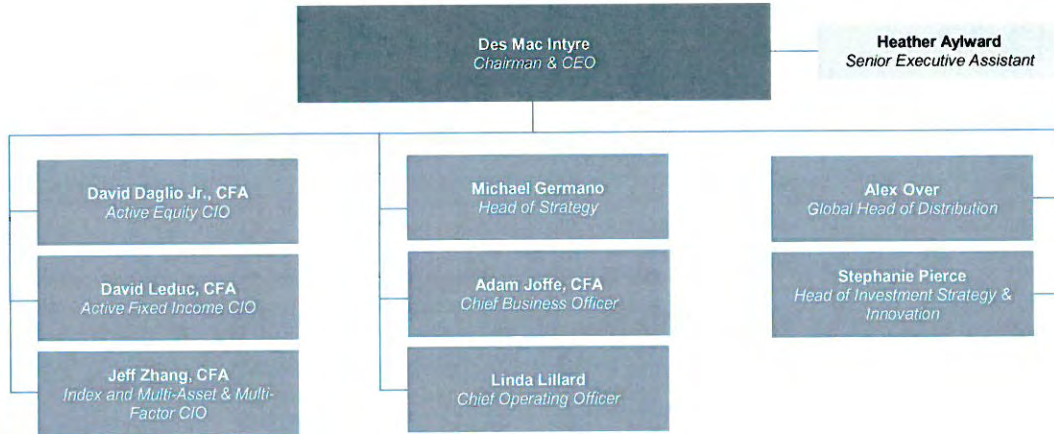 Des Mac Intyre
Chairman & CEO
Heather Aylward
Senior Executive Assistant
David Daglio Jr., CFA
Active Equity CIO
Michael Germano
Head of Strategy
Alex Over
Global Head of Distribution
David Leduc, CFA
Active Fixed Income CIO
Adam Joffe, CFA
Chief Business Officer
Stephanie Pierce
Head of Investment Strategy &
Innovation
Jeff Zhang, CFA
Index and Multi-Asset & Multi-
Factor CIO
Linda Lillard
Chief Operating Officer